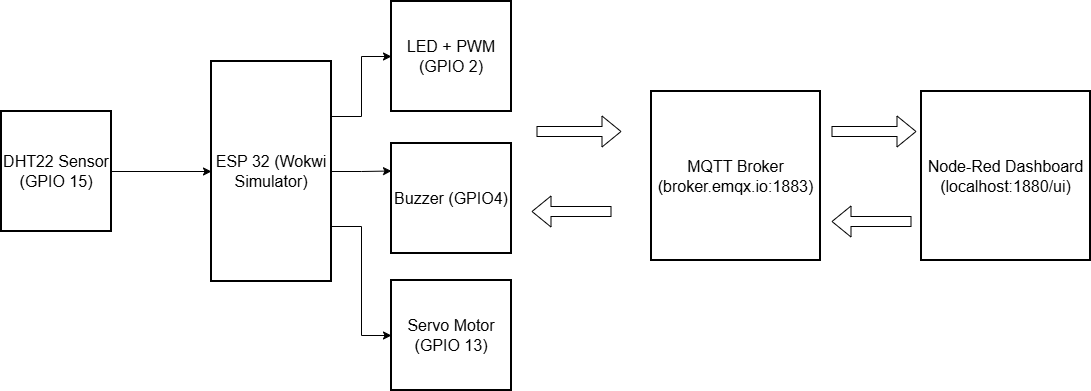 DHT22 Sensor
(GPIO 15)
ESP 32 (Wokwi
Simulator)
LED + PWM
(GPIO 2)
Buzzer (GPIO4)
Servo Motor
(GPIO 13)
MQTT Broker
(broker.emqx.io:1883)
Node-Red Dashboard
(localhost:1880/ui)